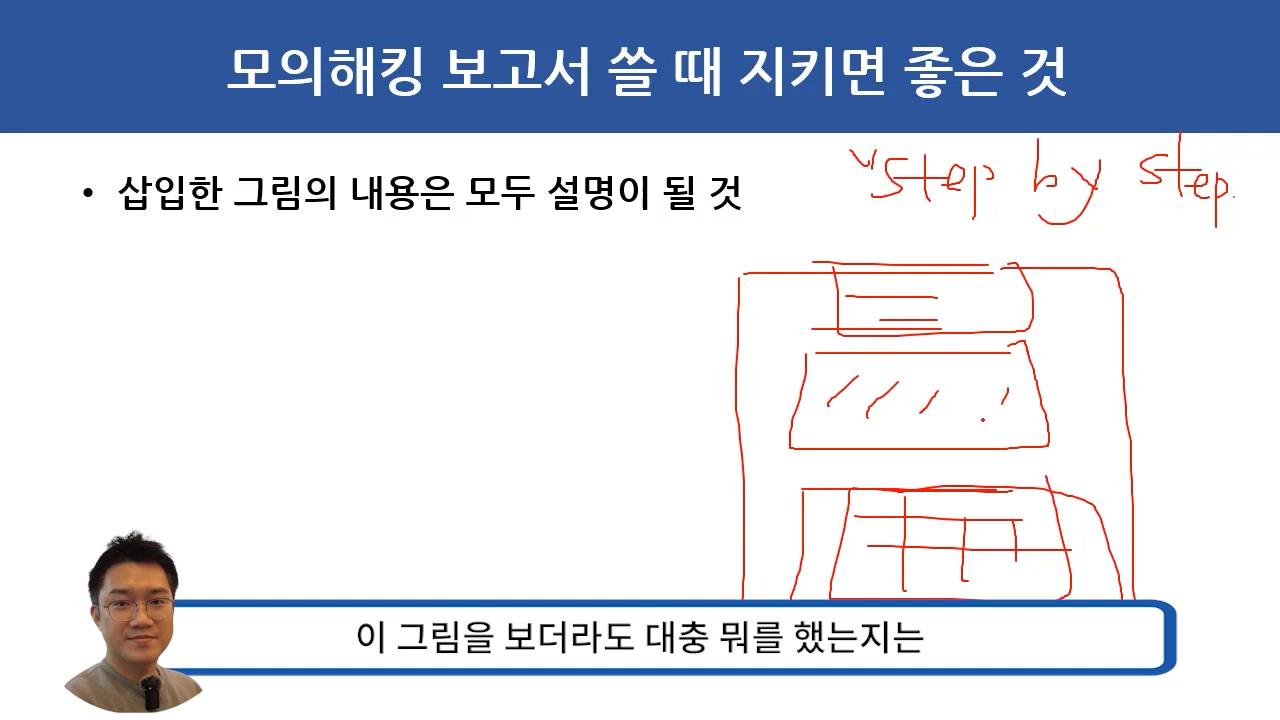 모의해킹 보고서 쓸 때 지키면 좋은 것
• 삽입한 그림의 내용은 모두 설명이 될 것
step by step.
이 그림을 보더라도 대충 뭐를 했는지는